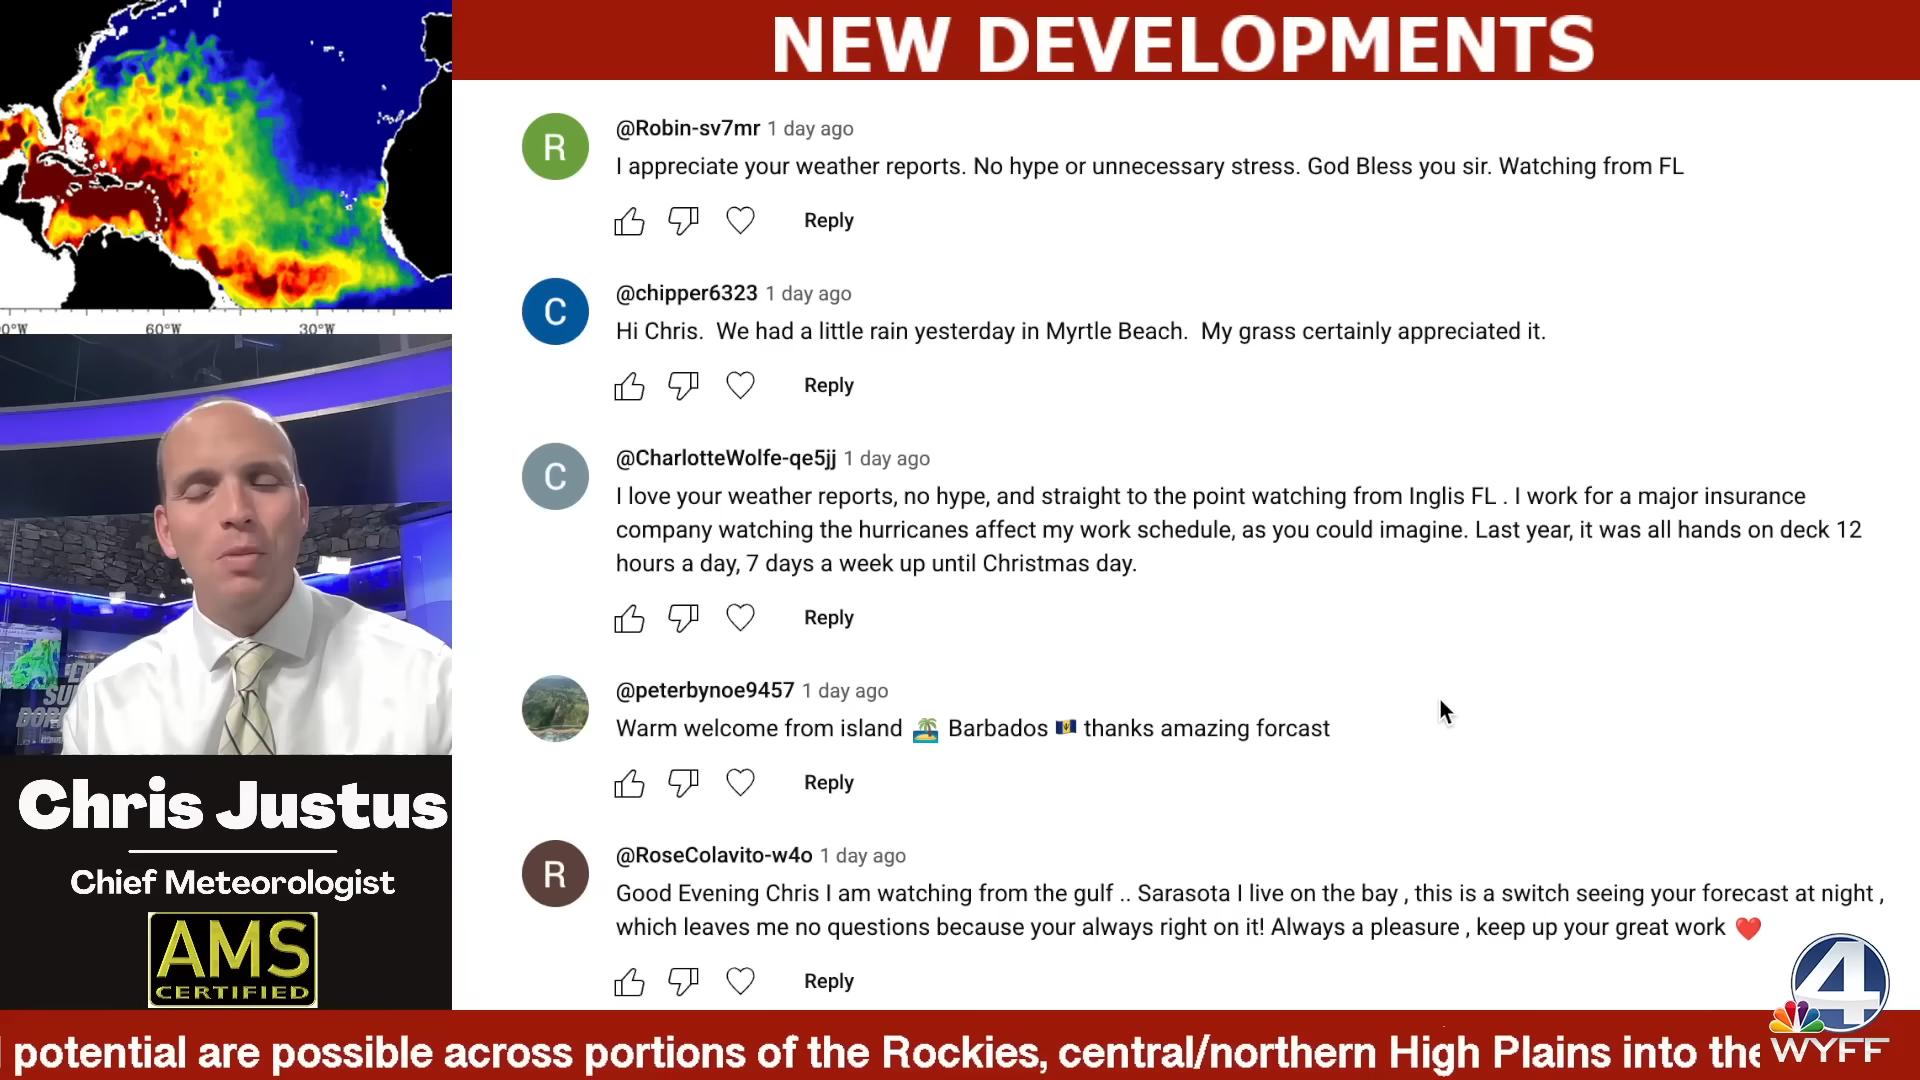 NEW DEVELOPMENTS
0°W 60°W 30°W
@Robin-sv7mr 1 day ago
I appreciate your weather reports. No hype or unnecessary stress. God Bless you sir. Watching from FL
Reply
@chipper6323 1 day ago
Hi Chris. We had a little rain yesterday in Myrtle Beach. My grass certainly appreciated it.
Reply
@CharlotteWolfe-qe5jj 1 day ago
I love your weather reports, no hype, and straight to the point watching from Inglis FL . I work for a major insurance
company watching the hurricanes affect my work schedule, as you could imagine. Last year, it was all hands on deck 12
hours a day, 7 days a week up until Christmas day.
Reply
@peterbynoe9457 1 day ago
Warm welcome from island 🏝️ Barbados 🇧🇧 thanks amazing forcast
Reply
@RoseColavito-w4o 1 day ago
Good Evening Chris I am watching from the gulf .. Sarasota I live on the bay , this is a switch seeing your forecast at night ,
which leaves me no questions because your always right on it! Always a pleasure , keep up your great work ❤️
Reply
R
C
C
R
Chris Justus
Chief Meteorologist
AMS
CERTIFIED
4
WYFF
potential are possible across portions of the Rockies, central/northern High Plains into the